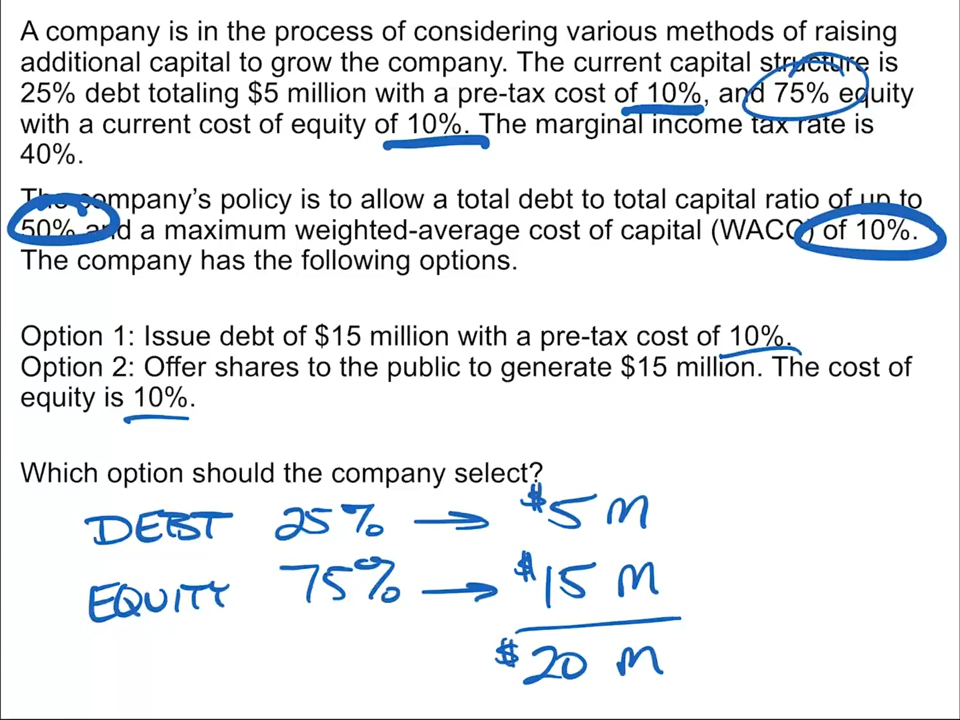 A company is in the process of considering various methods of raising
additional capital to grow the company. The current capital structure is
25% debt totaling $5 million with a pre-tax cost of 10%, and 75% equity
with a current cost of equity of 10%. The marginal income tax rate is
40%.
The company's policy is to allow a total debt to total capital ratio of up to
50% and a maximum weighted-average cost of capital (WACC) of 10%.
The company has the following options.
Option 1: Issue debt of $15 million with a pre-tax cost of 10%.
Option 2: Offer shares to the public to generate $15 million. The cost of
equity is 10%.
Which option should the company select?
DEBT 25% → $5 M
EQUITY 75% → $15 M
$20 M